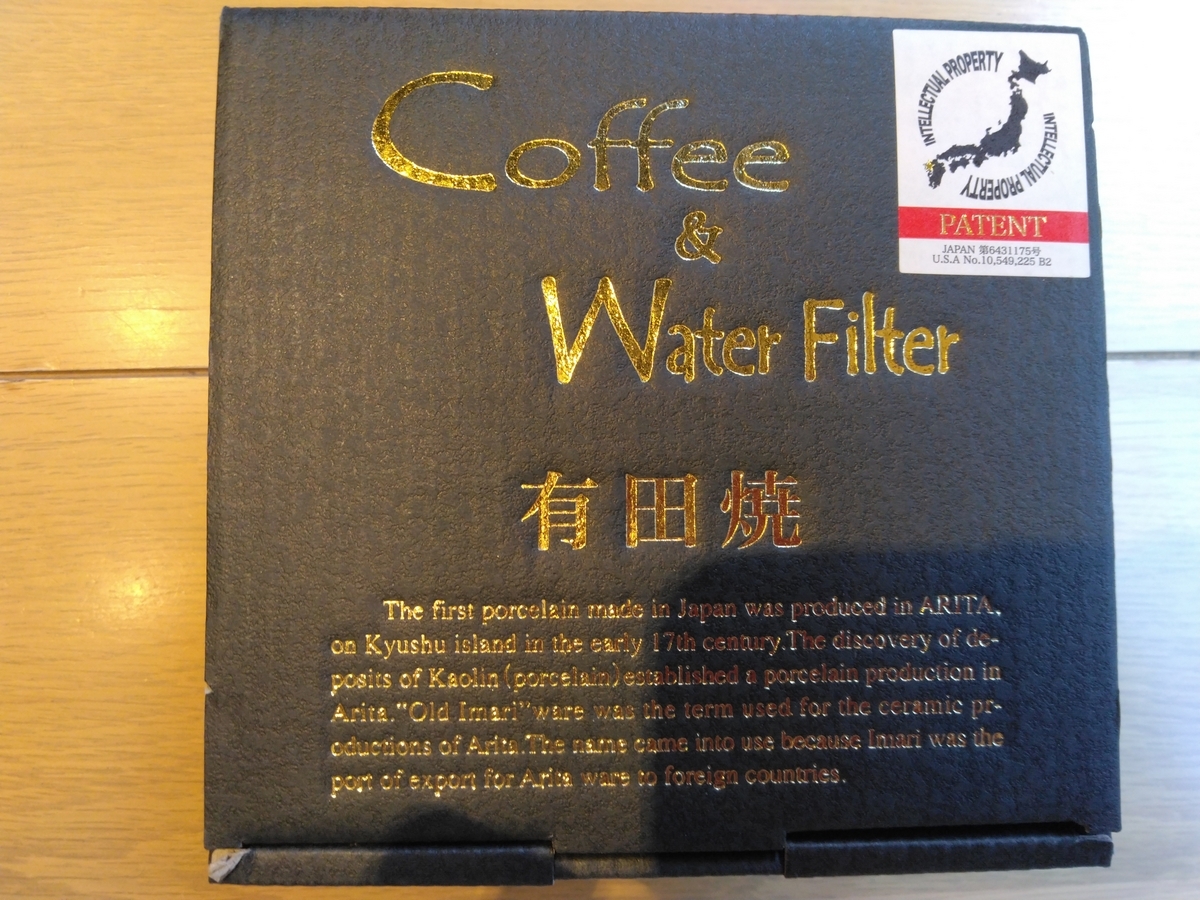 Coffee
&
Water Filter
INTELLECTUAL PROPERTY
INTELLECTUAL PROPERTY
PATENT
JAPAN 第6431175号
U.S.A No.10,549,225 B2
有田焼
The first porcelain made in Japan was produced in ARITA,
on Kyushu island in the early 17th century.The discovery of de-
posits of Kaolin(porcelain)established a porcelain production in
Arita."Old Imari"ware was the term used for the ceramic pr-
oductions of Arita.The name came into use because Imari was the
port of export for Arita ware to foreign countries.